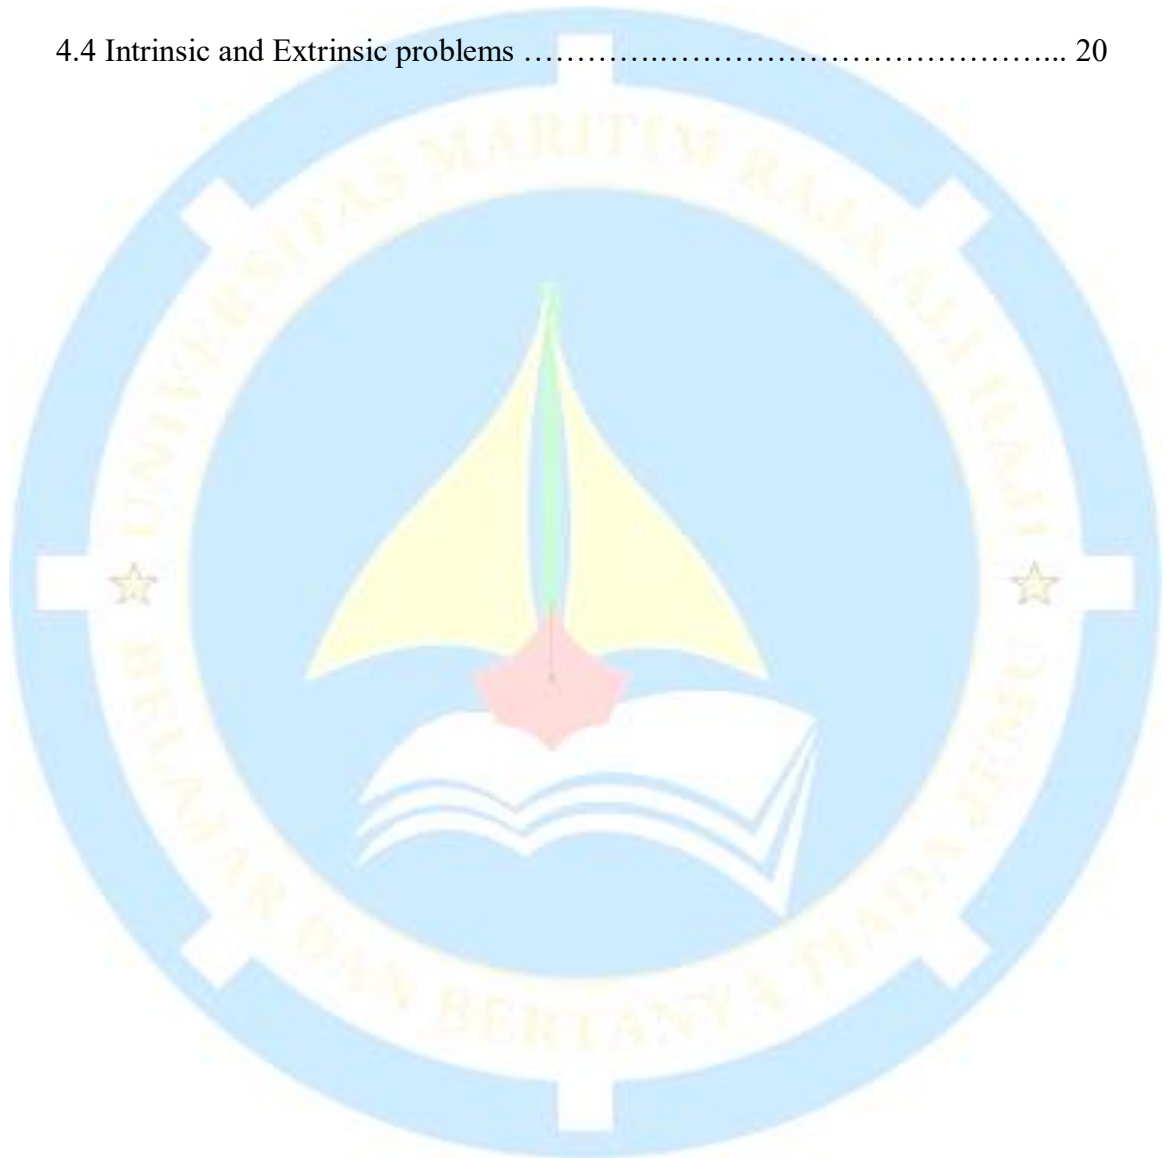 4.4 Intrinsic and Extrinsic problems ………….……………………………………... 20
UNIVERSITAS MARITIM RAJA ALI HAJI
BELAJAR DAN BERTANYA TIADA JEMU